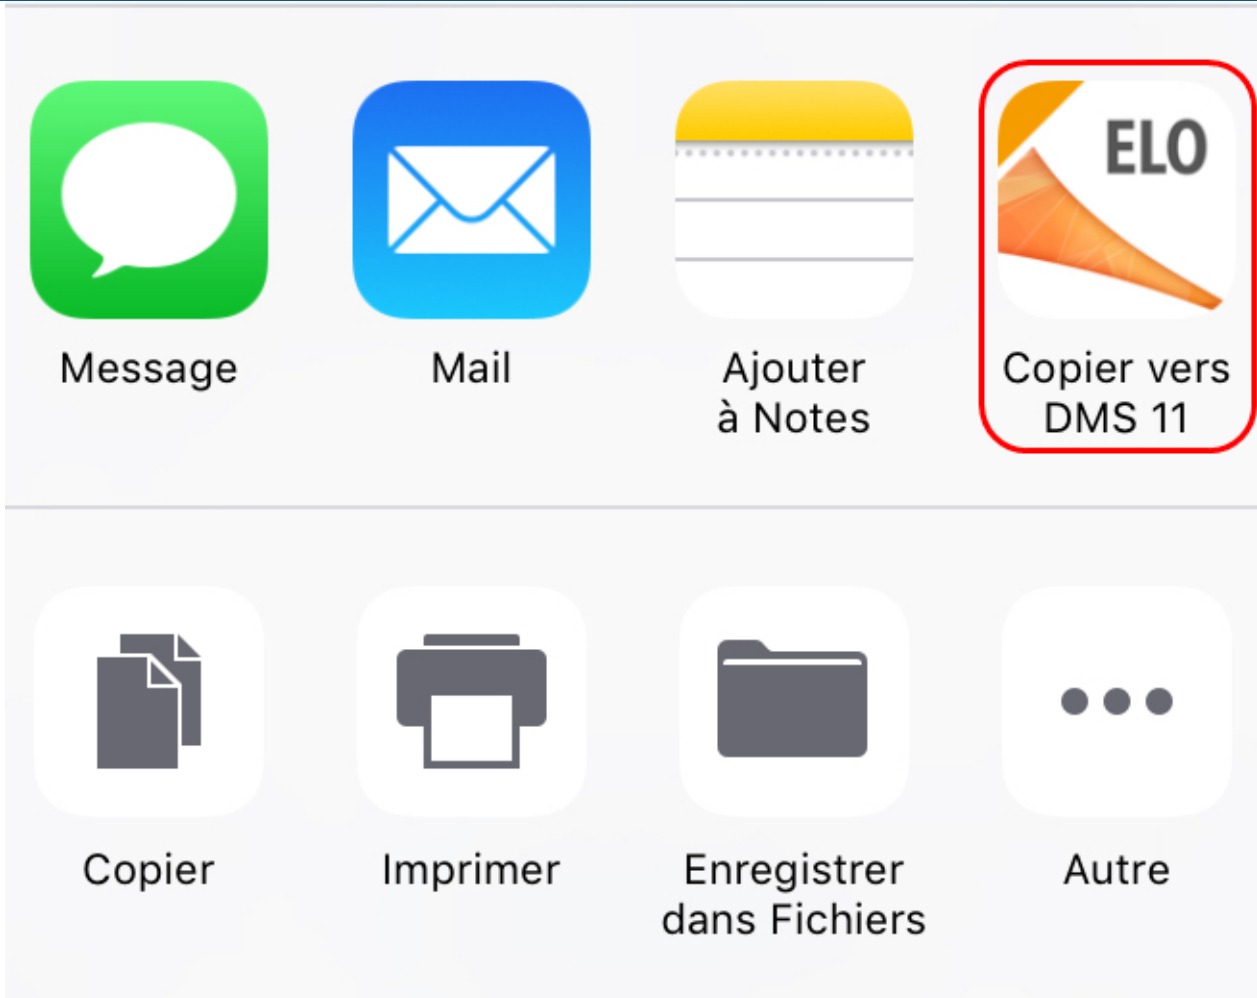 ELO
Message
Mail
Ajouter
à Notes
Copier vers
DMS 11
Copier
Imprimer
Enregistrer
dans Fichiers
Autre